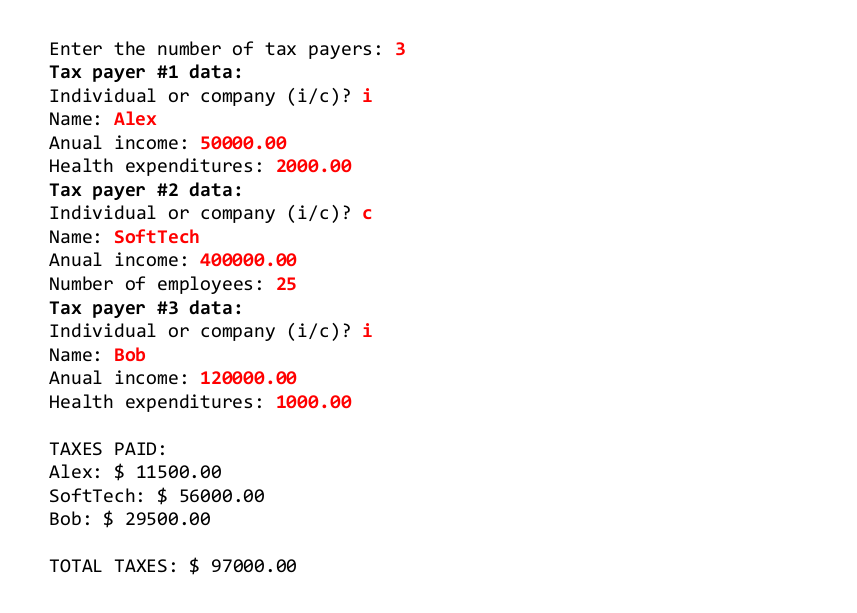 Enter the number of tax payers: 3
Tax payer #1 data:
Individual or company (i/c)? i
Name: Alex
Anual income: 50000.00
Health expenditures: 2000.00
Tax payer #2 data:
Individual or company (i/c)? c
Name: SoftTech
Anual income: 400000.00
Number of employees: 25
Tax payer #3 data:
Individual or company (i/c)? i
Name: Bob
Anual income: 120000.00
Health expenditures: 1000.00
TAXES PAID:
Alex: $ 11500.00
SoftTech: $ 56000.00
Bob: $ 29500.00
TOTAL TAXES: $ 97000.00